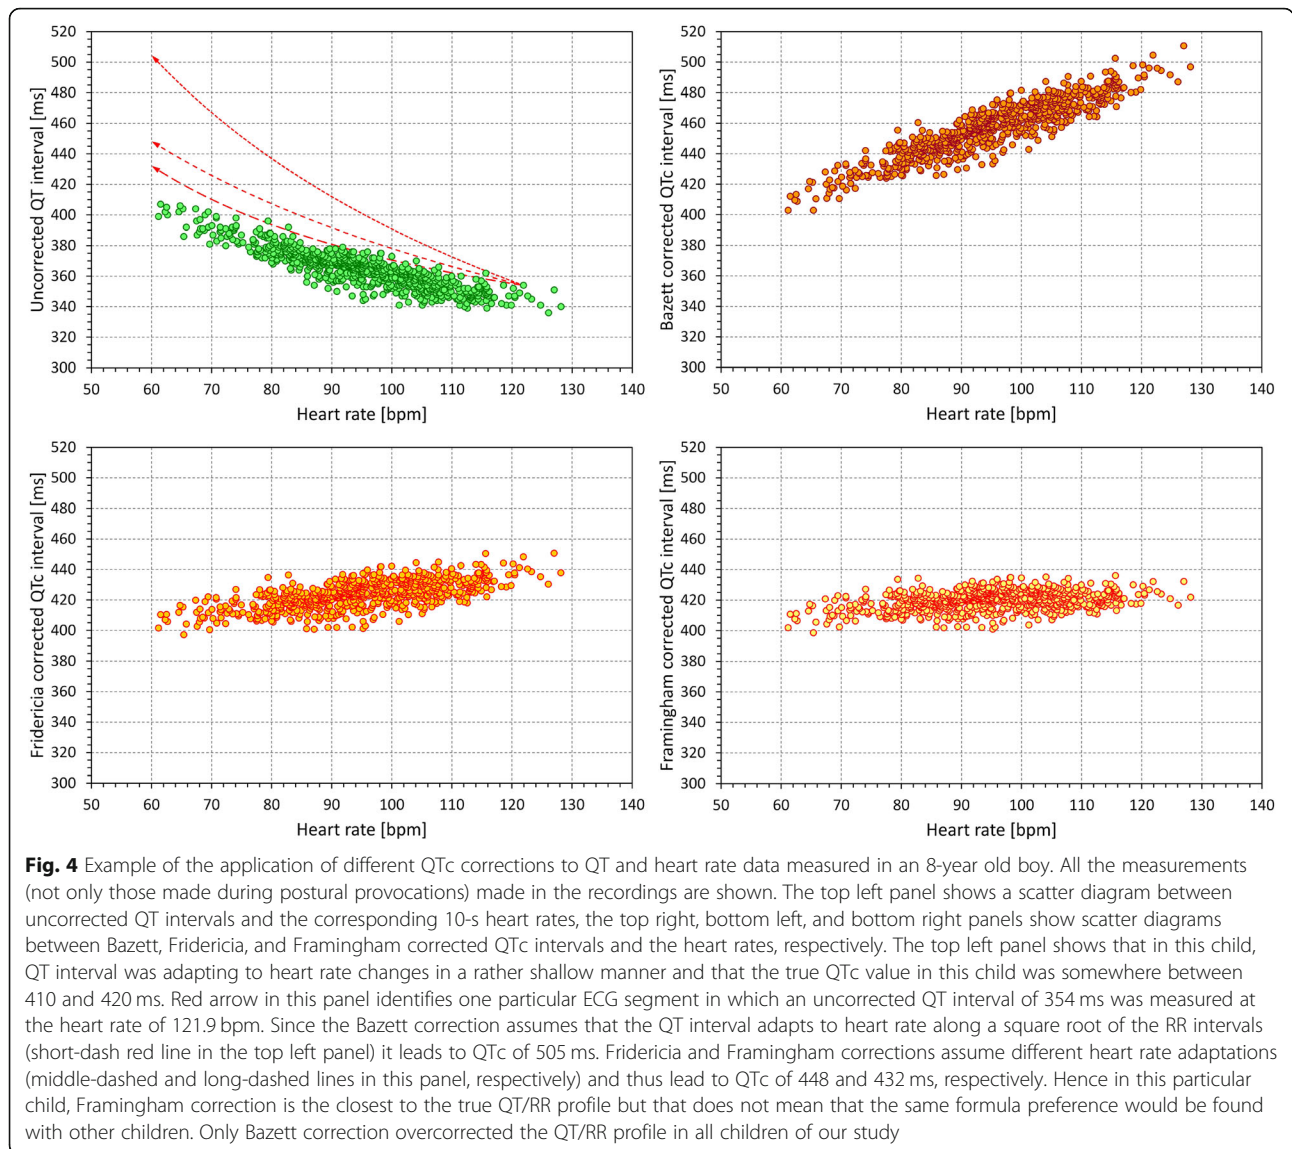 520
500
480
460
440
420
400
380
360
340
320
300
Uncorrected QT interval [ms]
50 60 70 80 90 100 110 120 130 140
Heart rate [bpm]
520
500
480
460
440
420
400
380
360
340
320
300
Bazett corrected QTc interval [ms]
50 60 70 80 90 100 110 120 130 140
Heart rate [bpm]
520
500
480
460
440
420
400
380
360
340
320
300
Fridericia corrected QTc interval [ms]
50 60 70 80 90 100 110 120 130 140
Heart rate [bpm]
520
500
480
460
440
420
400
380
360
340
320
300
Framingham corrected QTc interval [ms]
50 60 70 80 90 100 110 120 130 140
Heart rate [bpm]
Fig. 4 Example of the application of different QTc corrections to QT and heart rate data measured in an 8-year old boy. All the measurements
(not only those made during postural provocations) made in the recordings are shown. The top left panel shows a scatter diagram between
uncorrected QT intervals and the corresponding 10-s heart rates, the top right, bottom left, and bottom right panels show scatter diagrams
between Bazett, Fridericia, and Framingham corrected QTc intervals and the heart rates, respectively. The top left panel shows that in this child,
QT interval was adapting to heart rate changes in a rather shallow manner and that the true QTc value in this child was somewhere between
410 and 420 ms. Red arrow in this panel identifies one particular ECG segment in which an uncorrected QT interval of 354 ms was measured at
the heart rate of 121.9 bpm. Since the Bazett correction assumes that the QT interval adapts to heart rate along a square root of the RR intervals
(short-dash red line in the top left panel) it leads to QTc of 505 ms. Fridericia and Framingham corrections assume different heart rate adaptations
(middle-dashed and long-dashed lines in this panel, respectively) and thus lead to QTc of 448 and 432 ms, respectively. Hence in this particular
child, Framingham correction is the closest to the true QT/RR profile but that does not mean that the same formula preference would be found
with other children. Only Bazett correction overcorrected the QT/RR profile in all children of our study